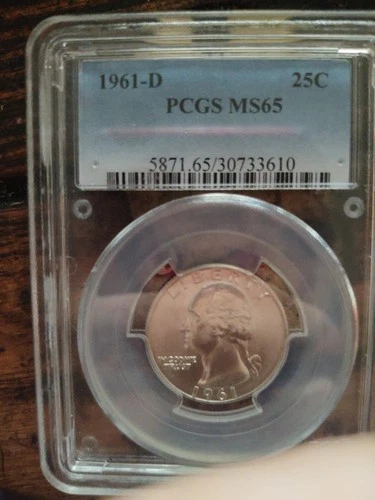 1961-D 25C
PCGS MS65
5871.65/30733610
LIBERTY
IN GOD WE
TRUST
1961